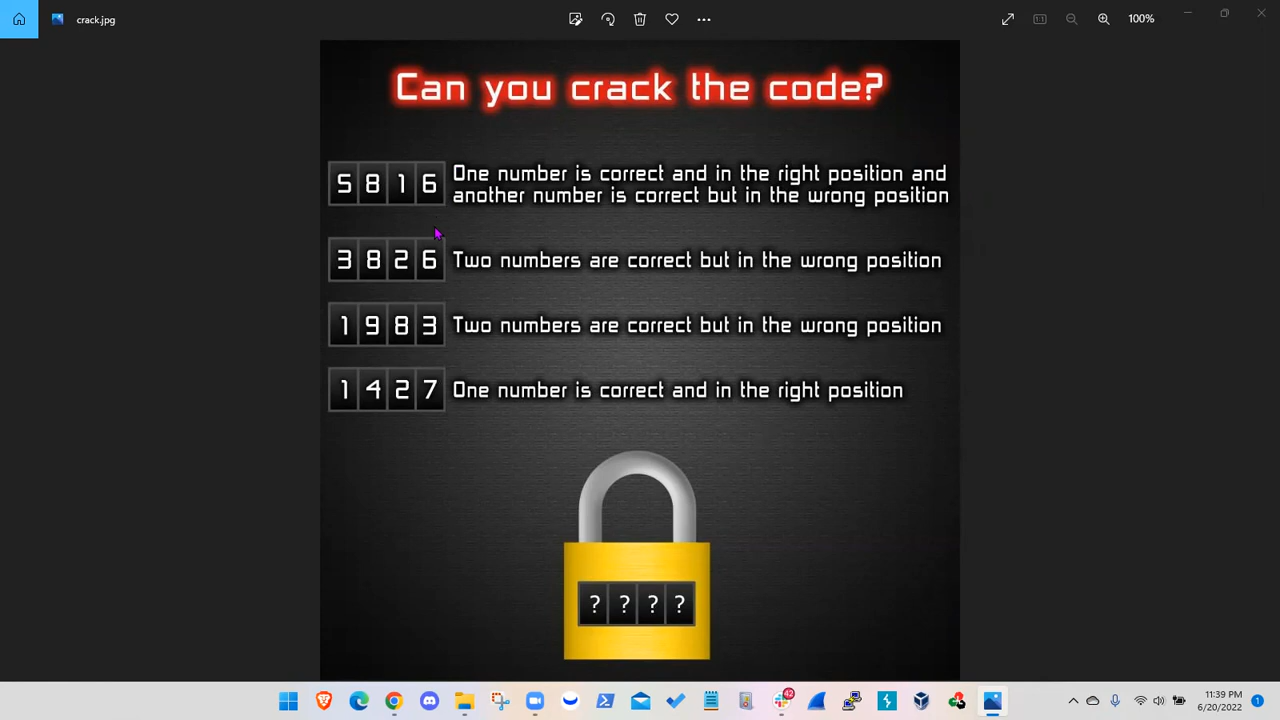 crack.jpg
100%
Can you crack the code?
5 8 1 6 One number is correct and in the right position and
another number is correct but in the wrong position
3 8 2 6 Two numbers are correct but in the wrong position
1 9 8 3 Two numbers are correct but in the wrong position
1 4 2 7 One number is correct and in the right position
? ? ? ?
42
11:39 PM
6/20/2022
1